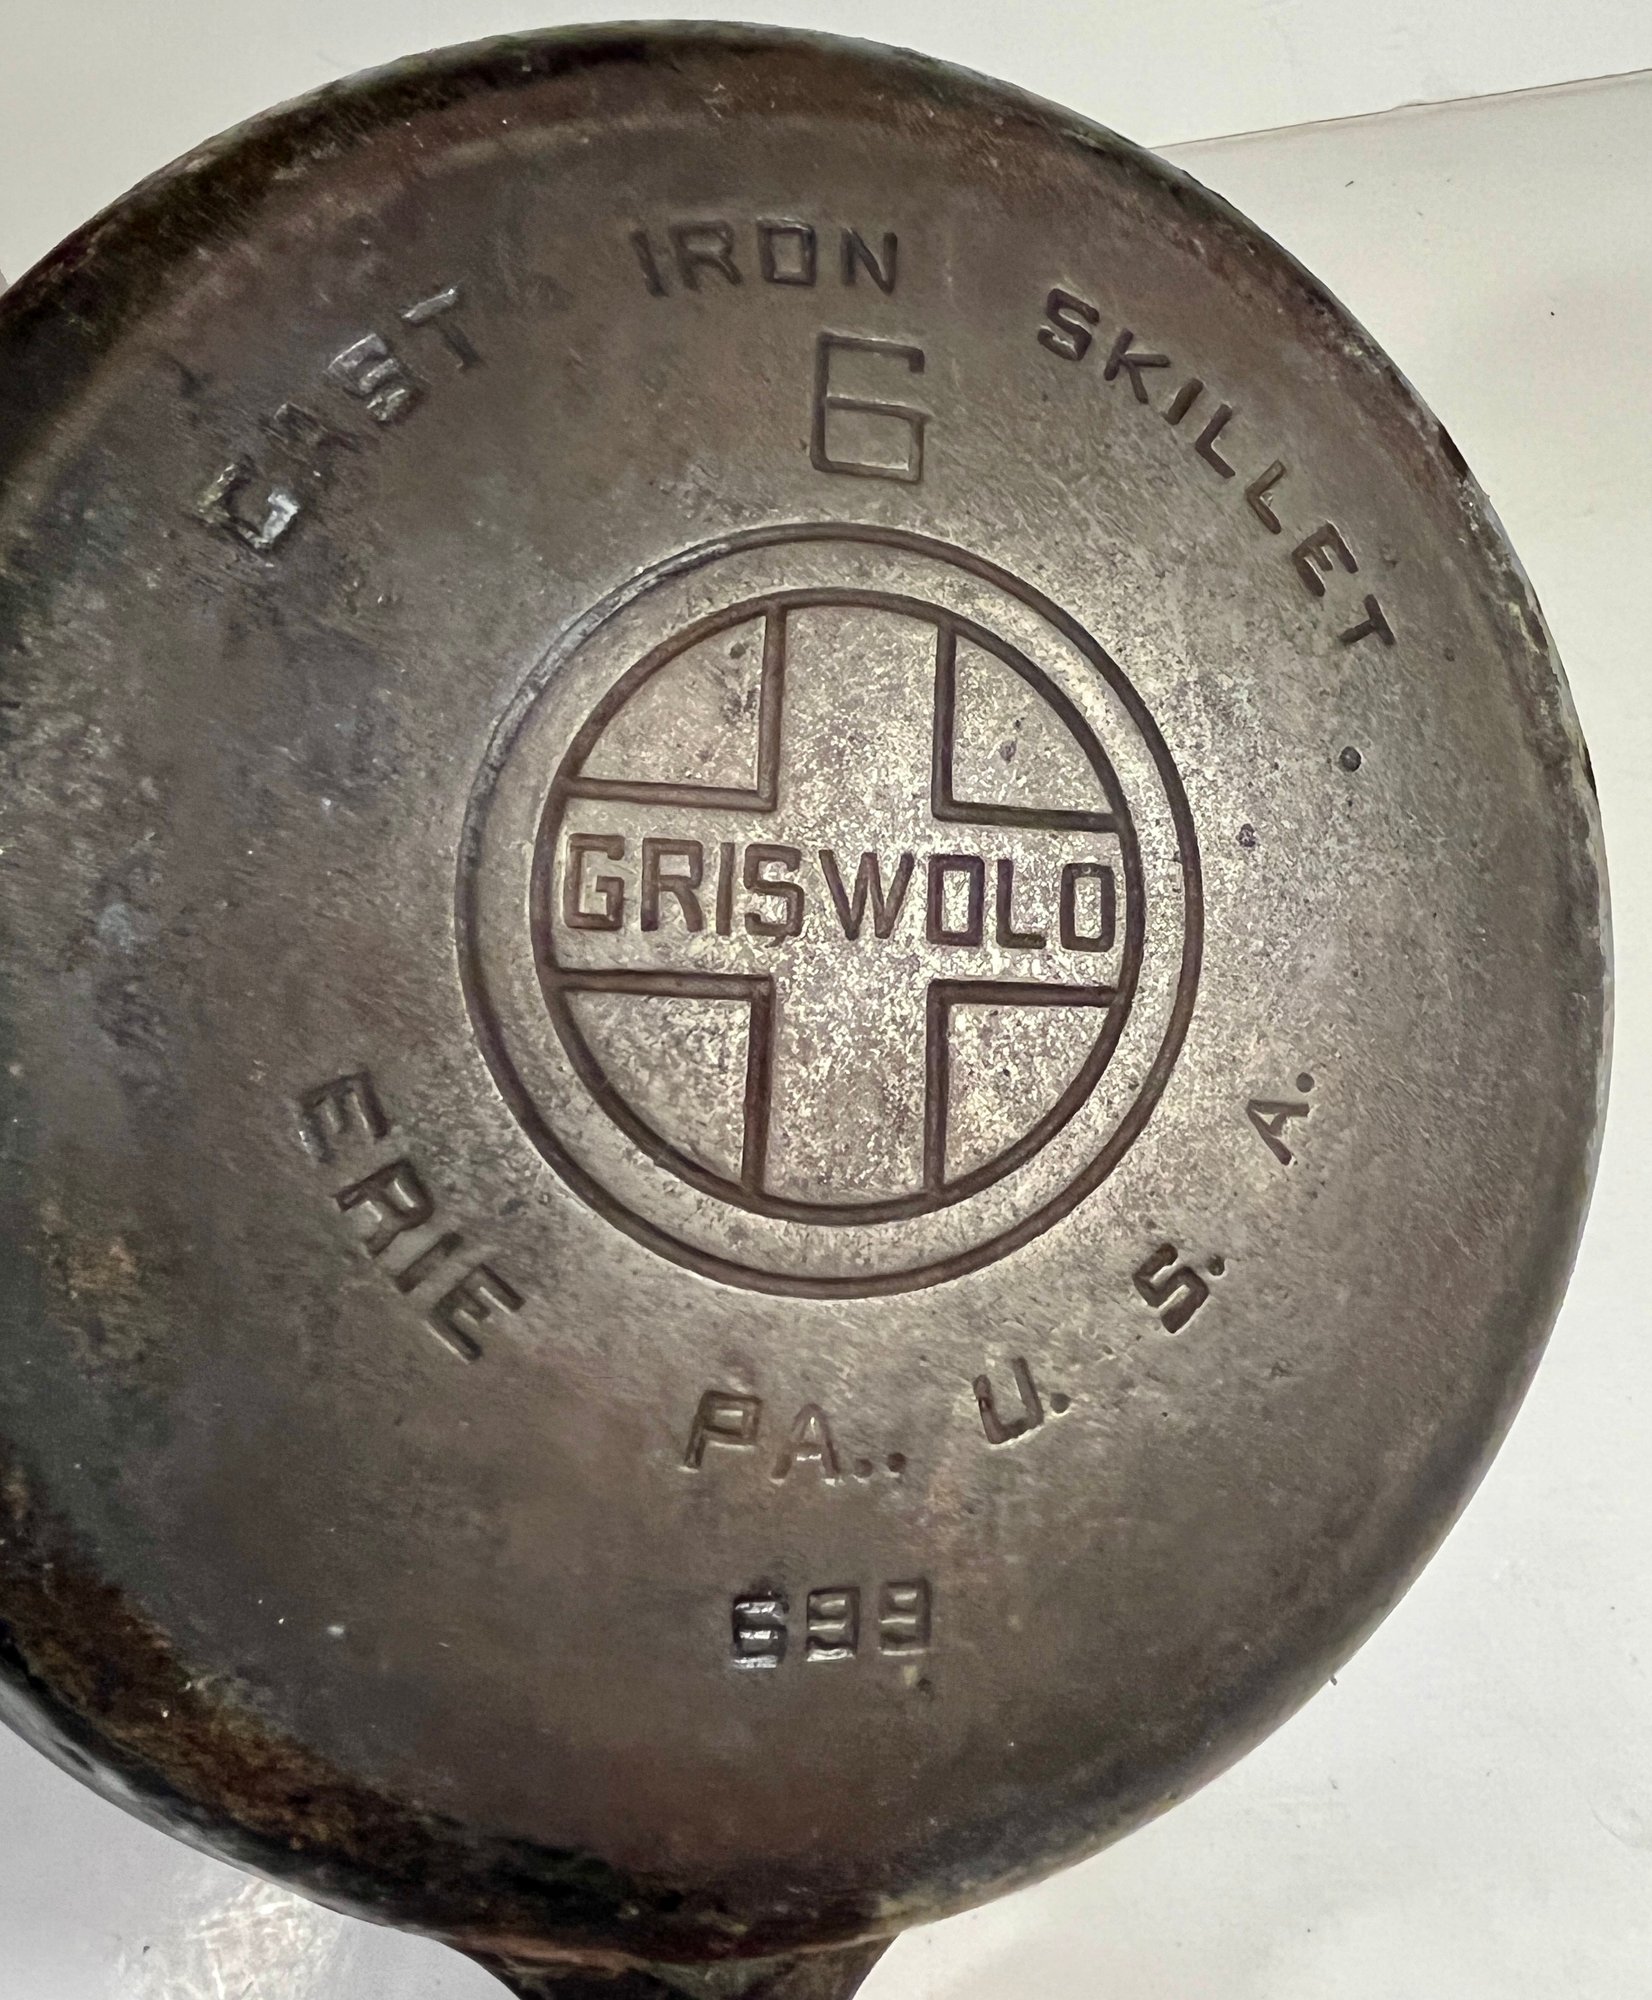 CAST IRON SKILLET
6
GRISWOLD
ERIE PA., U.S.A.
699